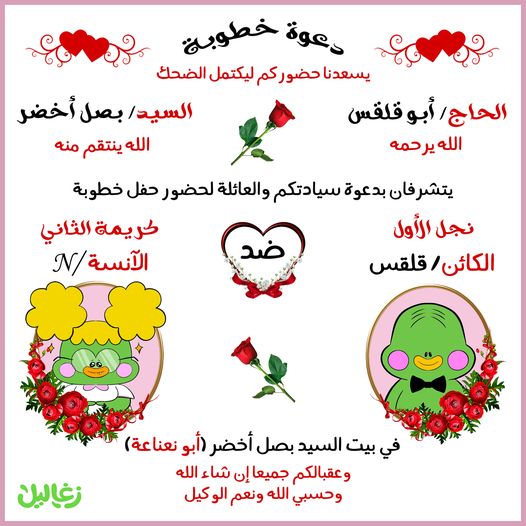 دعوة خطوبة
يسعدنا حضوركم ليكتمل الضحك
الحاج/ أبو قلقس
الله يرحمه
السيد/ بصل أخضر
الله ينتقم منه
يتشرفان بدعوة سيادتكم والعائلة لحضور حفل خطوبة
نجل الأول
الكائن/ قلقس
ضد
كريمة الثاني
الآنسة /N
في بيت السيد بصل أخضر (أبو نعناعة)
وعقبالكم جميعا إن شاء الله
وحسبي الله ونعم الوكيل
زغاليل